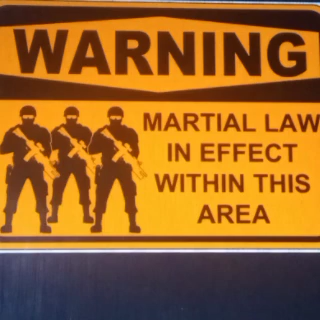 WARNING
MARTIAL LAW
IN EFFECT
WITHIN THIS
AREA